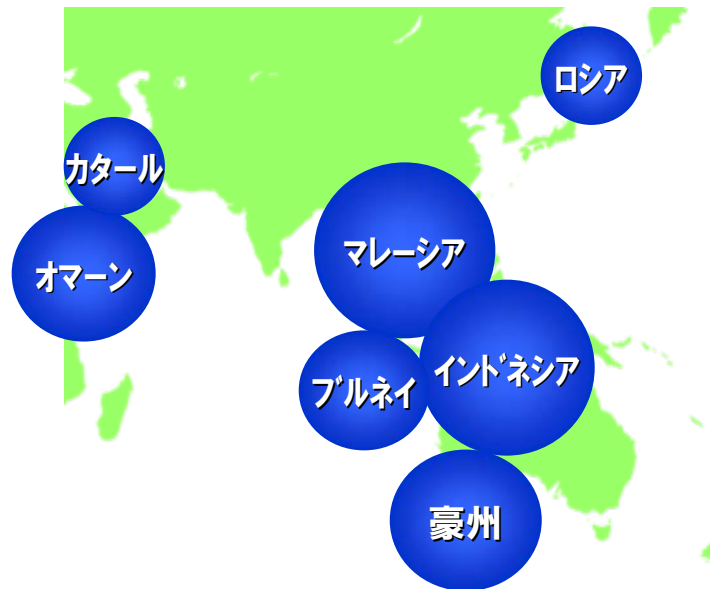 ロシア
カタール
マレーシア
オマーン
インドネシア
ブルネイ
豪州